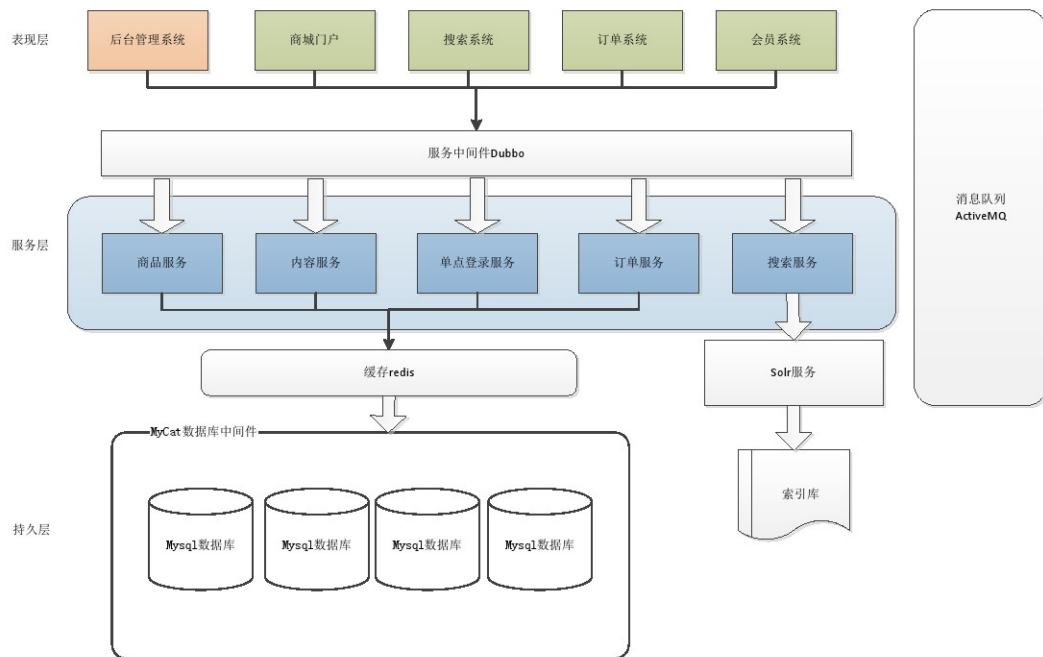 表现层
后台管理系统
商城门户
搜索系统
订单系统
会员系统
服务中间件Dubbo
消息队列
ActiveMQ
服务层
商品服务
内容服务
单点登录服务
订单服务
搜索服务
缓存redis
Solr服务
MyCat数据库中间件
索引库
持久层
Mysql数据库
Mysql数据库
Mysql数据库
Mysql数据库